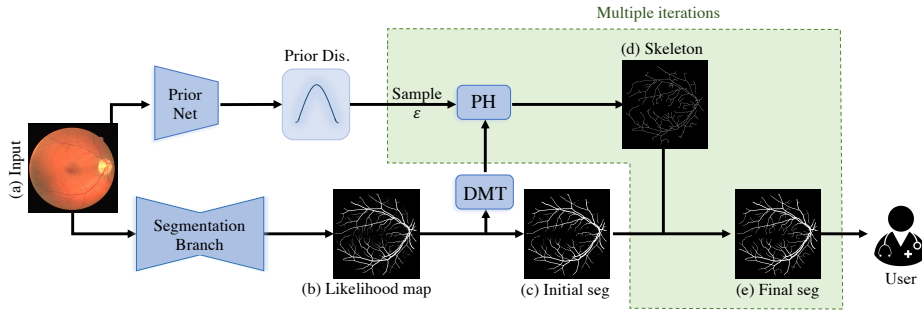 Multiple iterations
Prior Dis.
(d) Skeleton
Prior
Net
Sample
ε
PH
(a) Input
DMT
Segmentation
Branch
(b) Likelihood map
(c) Initial seg
(e) Final seg
User